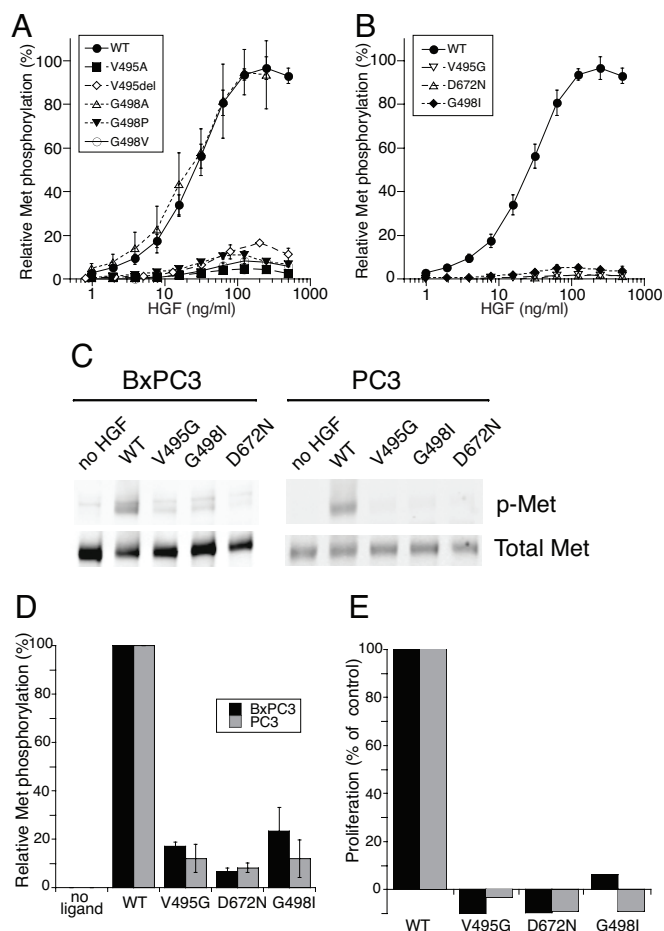 A
Relative Met phosphorylation (%)
100
80
60
40
20
0
WT
V495A
V495del
G498A
G498P
G498V
1
10
100
1000
HGF (ng/ml)
B
Relative Met phosphorylation (%)
100
80
60
40
20
0
WT
V495G
D672N
G498I
1
10
100
1000
HGF (ng/ml)
C
BxPC3
no HGF
WT
V495G
G498I
D672N
PC3
no HGF
WT
V495G
G498I
D672N
p-Met
Total Met
D
Relative Met phosphorylation (%)
100
80
60
40
20
0
BxPC3
PC3
no
ligand
WT
V495G
D672N
G498I
E
Proliferation (% of control)
100
80
60
40
20
0
WT
V495G
D672N
G498I